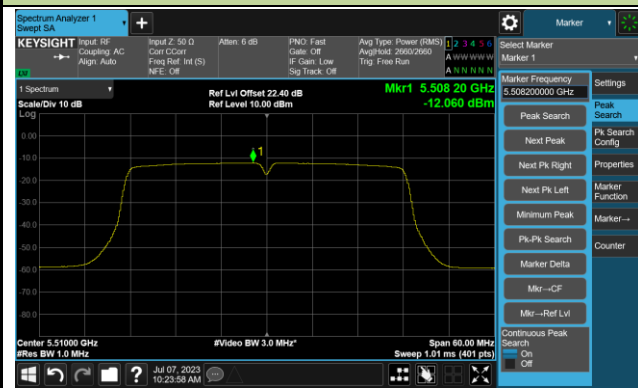 Spectrum Analyzer 1
Swept SA
+
Marker
KEYSIGHT
Input: RF
Coupling: AC
Align: Auto
Input Z: 50 Ω
Corr CCorr
Freq Ref: Int (S)
NFE: Off
Atten: 6 dB
PNO: Fast
Gate: Off
IF Gain: Low
Sig Track: Off
Avg Type: Power (RMS)
Avg|Hold: 2660/2660
Trig: Free Run
1 2 3 4 5 6
A W W W W W
A N N N N N
LXI
Select Marker
Marker 1
1 Spectrum
Scale/Div 10 dB
Log
Ref Lvl Offset 22.40 dB
Ref Level 10.00 dBm
Mkr1 5.508 20 GHz
-12.060 dBm
0.00
-10.0
-20.0
-30.0
-40.0
-50.0
-60.0
-70.0
-80.0
1
Center 5.51000 GHz
#Res BW 1.0 MHz
#Video BW 3.0 MHz*
Span 60.00 MHz
Sweep 1.01 ms (401 pts)
Marker Frequency
5.508200000 GHz
Peak Search
Next Peak
Next Pk Right
Next Pk Left
Minimum Peak
Pk-Pk Search
Marker Delta
Mkr→CF
Mkr→Ref Lvl
Continuous Peak
Search
On
Off
Settings
Peak
Search
Pk Search
Config
Properties
Marker
Function
Marker→
Counter
?
Jul 07, 2023
10:23:58 AM